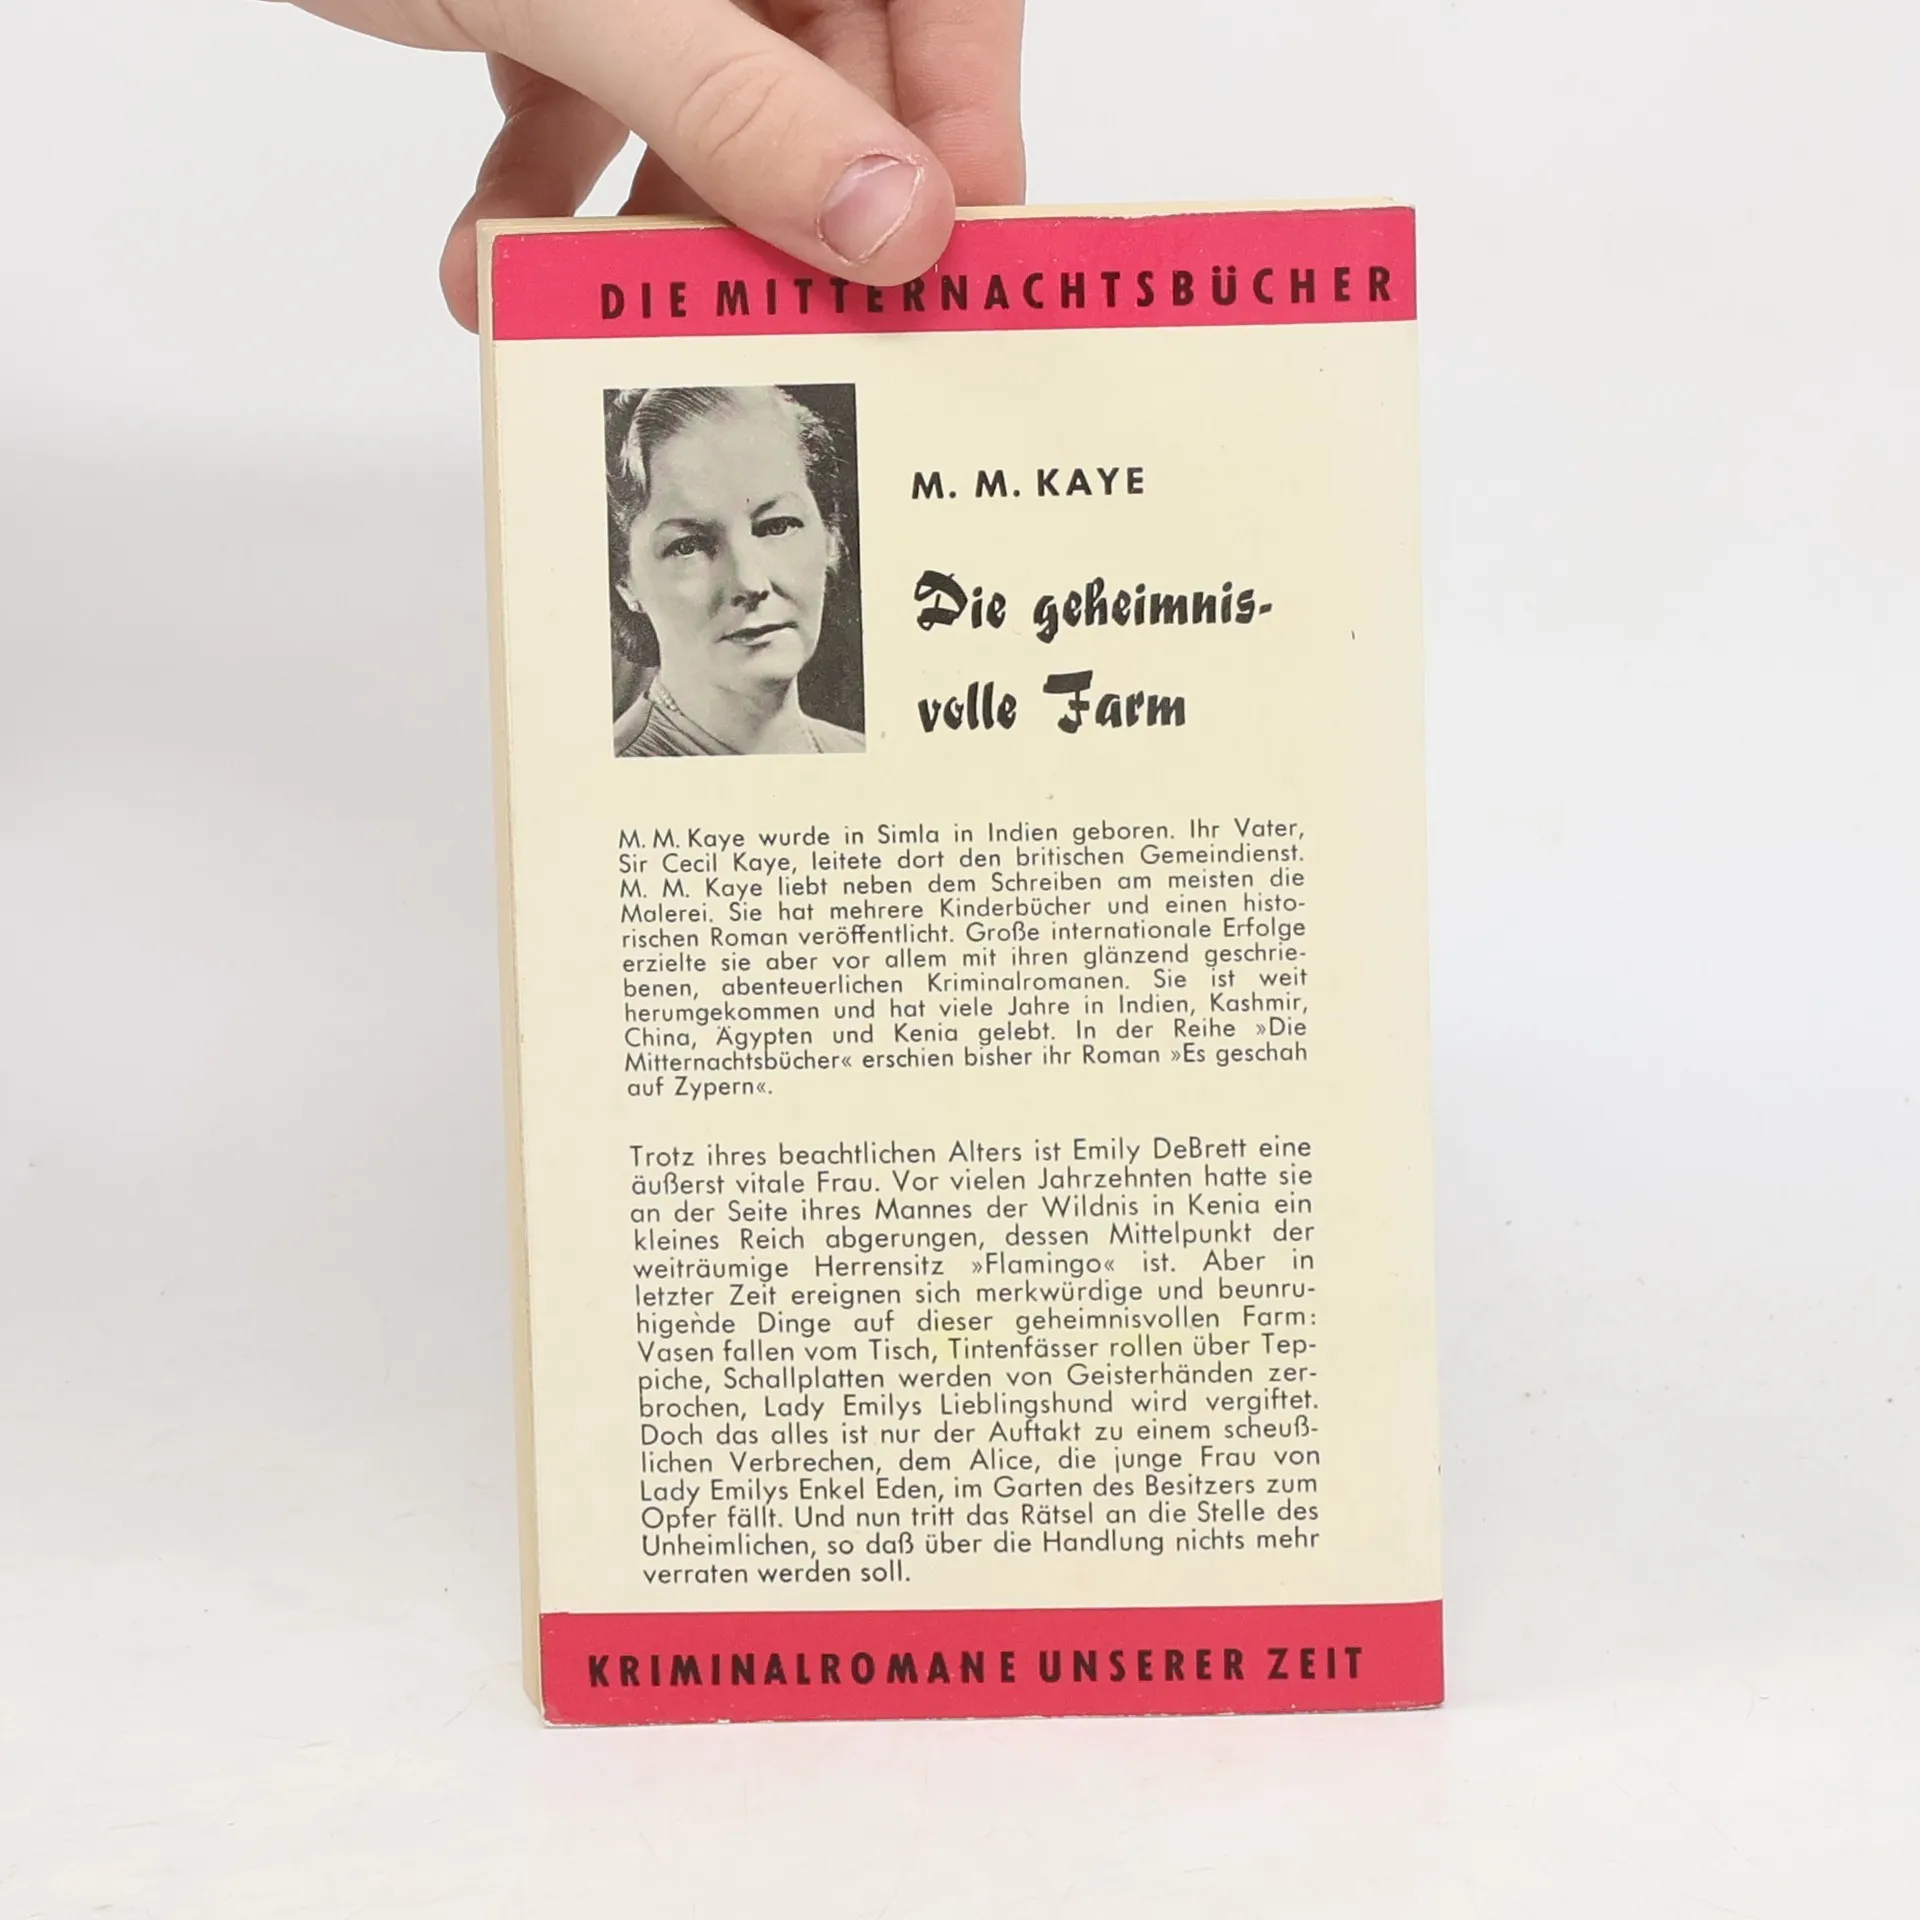 DIE MITTERNACHTSBÜCHER
M. M. KAYE
Die geheimnis-
volle Farm
M. M. Kaye wurde in Simla in Indien geboren. Ihr Vater,
Sir Cecil Kaye, leitete dort den britischen Gemeindienst.
M. M. Kaye liebt neben dem Schreiben am meisten die
Malerei. Sie hat mehrere Kinderbücher und einen histo-
rischen Roman veröffentlicht. Große internationale Erfolge
erzielte sie aber vor allem mit ihren glänzend geschrie-
benen, abenteuerlichen Kriminalromanen. Sie ist weit
herumgekommen und hat viele Jahre in Indien, Kashmir,
China, Ägypten und Kenia gelebt. In der Reihe »Die
Mitternachtsbücher« erschien bisher ihr Roman »Es geschah
auf Zypern«.
Trotz ihres beachtlichen Alters ist Emily DeBrett eine
äußerst vitale Frau. Vor vielen Jahrzehnten hatte sie
an der Seite ihres Mannes der Wildnis in Kenia ein
kleines Reich abgerungen, dessen Mittelpunkt der
weiträumige Herrensitz »Flamingo« ist. Aber in
letzter Zeit ereignen sich merkwürdige und beunru-
higende Dinge auf dieser geheimnisvollen Farm:
Vasen fallen vom Tisch, Tintenfässer rollen über Tep-
piche, Schallplatten werden von Geisterhänden zer-
brochen, Lady Emilys Lieblingshund wird vergiftet.
Doch das alles ist nur der Auftakt zu einem scheuß-
lichen Verbrechen, dem Alice, die junge Frau von
Lady Emilys Enkel Eden, im Garten des Besitzers zum
Opfer fällt. Und nun tritt das Rätsel an die Stelle des
Unheimlichen, so daß über die Handlung nichts mehr
verraten werden soll.
KRIMINALROMANE UNSERER ZEIT